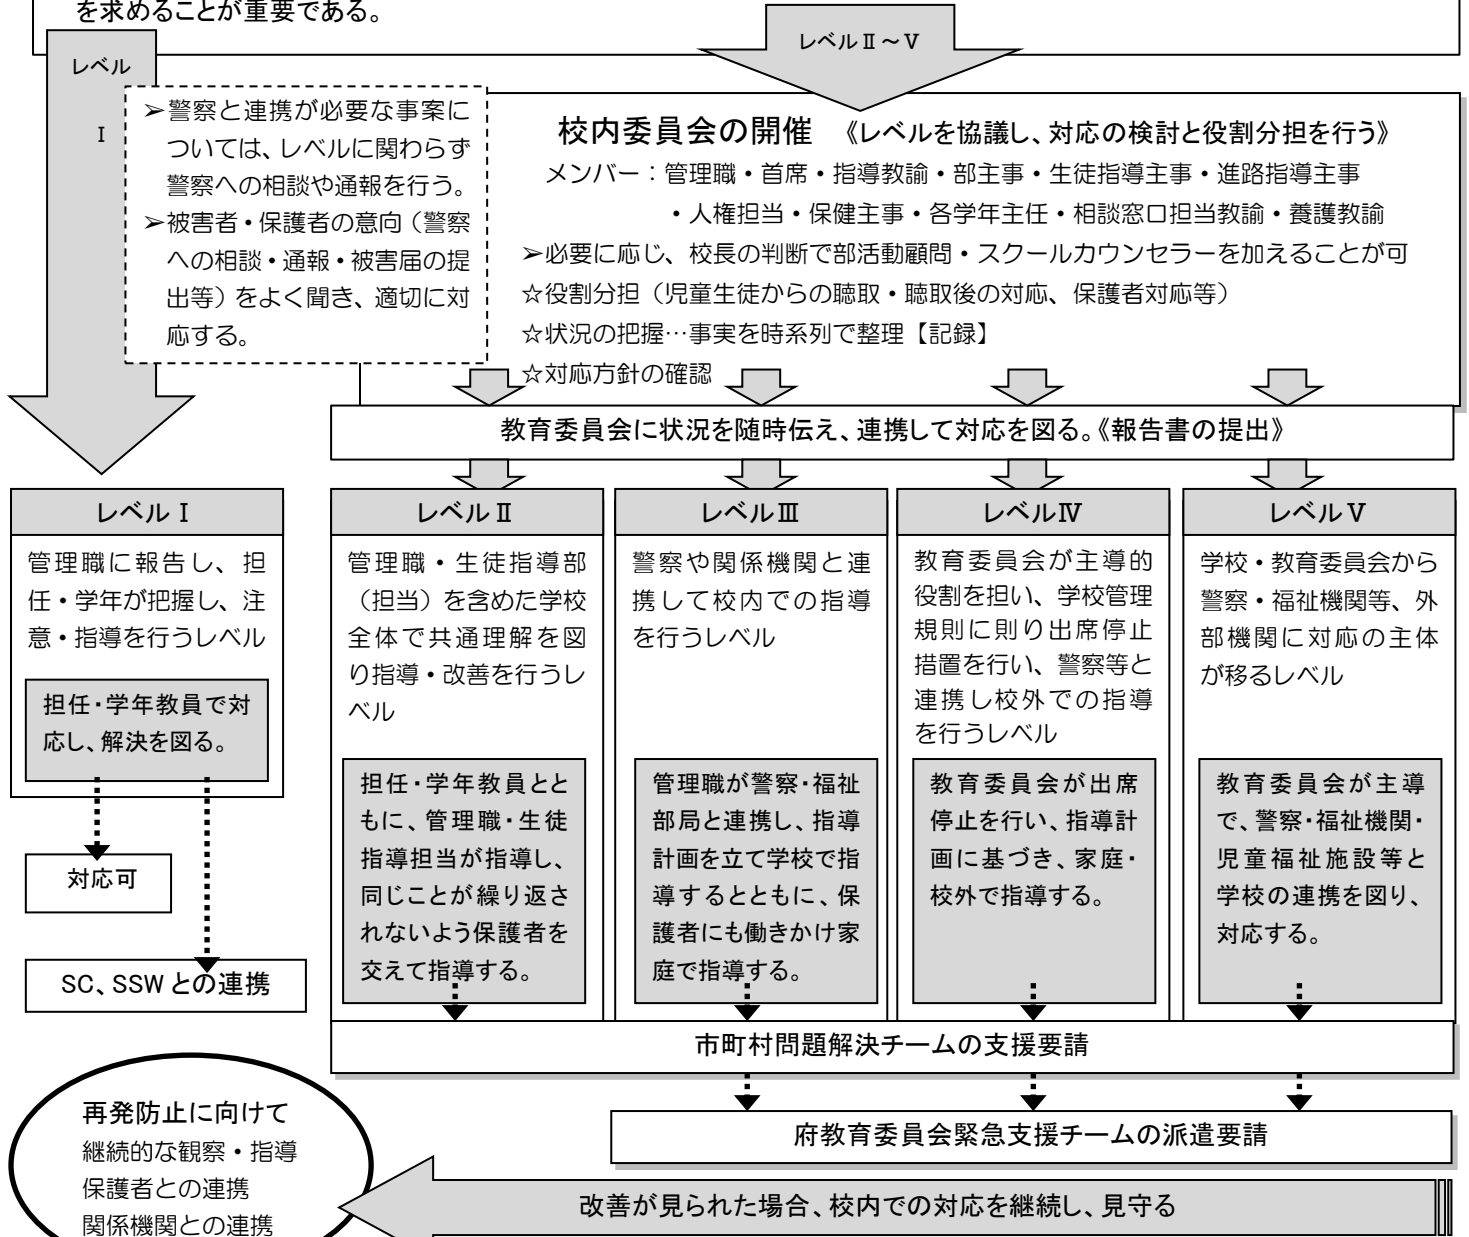 を求めることが重要である。
レベル
Ⅰ
レベルⅡ～Ⅴ
➢警察と連携が必要な事案に
ついては、レベルに関わらず
警察への相談や通報を行う。
➢被害者・保護者の意向（警察
への相談・通報・被害届の提
出等）をよく聞き、適切に対
応する。
校内委員会の開催　《レベルを協議し、対応の検討と役割分担を行う》
メンバー：管理職・首席・指導教諭・部主事・生徒指導主事・進路指導主事
・人権担当・保健主事・各学年主任・相談窓口担当教諭・養護教諭
➢必要に応じ、校長の判断で部活動顧問・スクールカウンセラーを加えることが可
☆役割分担（児童生徒からの聴取・聴取後の対応、保護者対応等）
☆状況の把握…事実を時系列で整理【記録】
☆対応方針の確認
教育委員会に状況を随時伝え、連携して対応を図る。《報告書の提出》
レベルⅠ
管理職に報告し、担
任・学年が把握し、注
意・指導を行うレベル
担任・学年教員で対
応し、解決を図る。
対応可
SC、SSWとの連携
レベルⅡ
管理職・生徒指導部
（担当）を含めた学校
全体で共通理解を図
り指導・改善を行うレ
ベル
担任・学年教員とと
もに、管理職・生徒
指導担当が指導し、
同じことが繰り返さ
れないよう保護者を
交えて指導する。
レベルⅢ
警察や関係機関と連
携して校内での指導
を行うレベル
管理職が警察・福祉
部局と連携し、指導
計画を立て学校で指
導するとともに、保
護者にも働きかけ家
庭で指導する。
レベルⅣ
教育委員会が主導的
役割を担い、学校管理
規則に則り出席停止
措置を行い、警察等と
連携し校外での指導
を行うレベル
教育委員会が出席
停止を行い、指導計
画に基づき、家庭・
校外で指導する。
レベルⅤ
学校・教育委員会から
警察・福祉機関等、外
部機関に対応の主体
が移るレベル
教育委員会が主導
で、警察・福祉機関・
児童福祉施設等と
学校の連携を図り、
対応する。
市町村問題解決チームの支援要請
府教育委員会緊急支援チームの派遣要請
改善が見られた場合、校内での対応を継続し、見守る
再発防止に向けて
継続的な観察・指導
保護者との連携
関係機関との連携